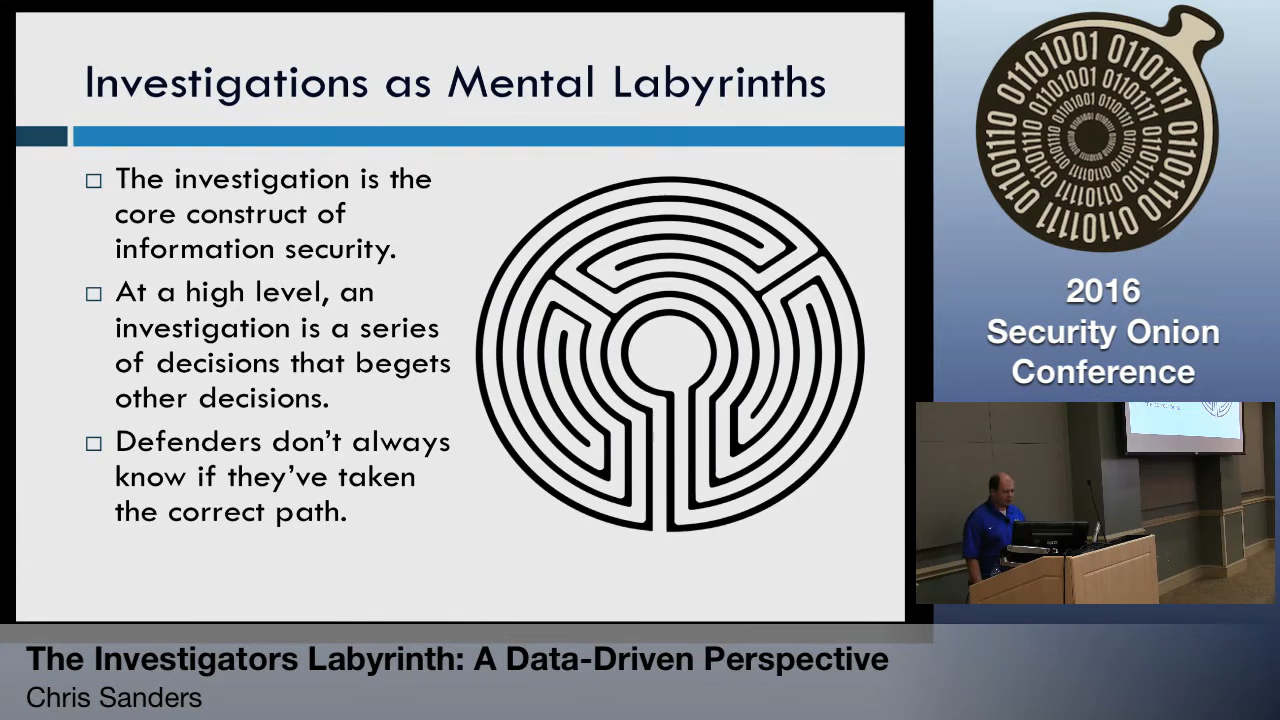 Investigations as Mental Labyrinths
The investigation is the
core construct of
information security.
At a high level, an
investigation is a series
of decisions that begets
other decisions.
Defenders don’t always
know if they’ve taken
the correct path.
2016
Security Onion
Conference
The Investigators Labyrinth: A Data-Driven Perspective
Chris Sanders